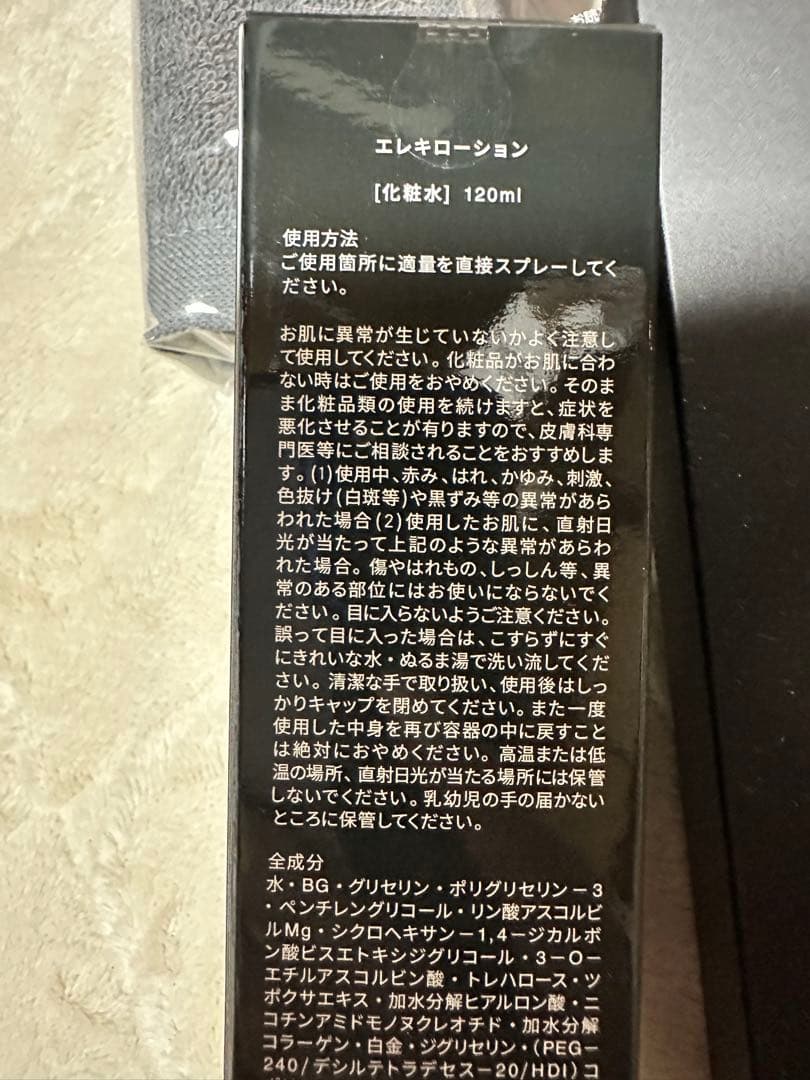 エレキローション
[化粧水] 120ml
使用方法
ご使用箇所に適量を直接スプレーしてく
ださい。
お肌に異常が生じていないかよく注意し
て使用してください。化粧品がお肌に合わ
ない時はご使用をおやめください。そのま
ま化粧品類の使用を続けますと、症状を
悪化させることが有りますので、皮膚科専
門医等にご相談されることをおすすめしま
す。(1)使用中、赤み、はれ、かゆみ、刺激、
色抜け(白斑等)や黒ずみ等の異常があら
われた場合(2)使用したお肌に、直射日
光が当たって上記のような異常があらわ
れた場合。傷やはれもの、しっしん等、異
常のある部位にはお使いにならないでく
ださい。目に入らないようご注意ください。
誤って目に入った場合は、こすらずにすぐ
にきれいな水・ぬるま湯で洗い流してくだ
さい。清潔な手で取り扱い、使用後はしっ
かりキャップを閉めてください。また一度
使用した中身を再び容器の中に戻すこと
は絶対におやめください。高温または低
温の場所、直射日光が当たる場所には保管
しないでください。乳幼児の手の届かない
ところに保管してください。
全成分
水・BG・グリセリン・ポリグリセリン－3
・ペンチレングリコール・リン酸アスコルビ
ルMg・シクロヘキサン－1,4－ジカルボ
ン酸ビスエトキシジグリコール・3－O－
エチルアスコルビン酸・トレハロース・ツ
ボクサエキス・加水分解ヒアルロン酸・ニ
コチンアミドモノヌクレオチド・加水分解
コラーゲン・白金・ジグリセリン・(PEG－
240/デシルテトラデセス－20/HDI)コ